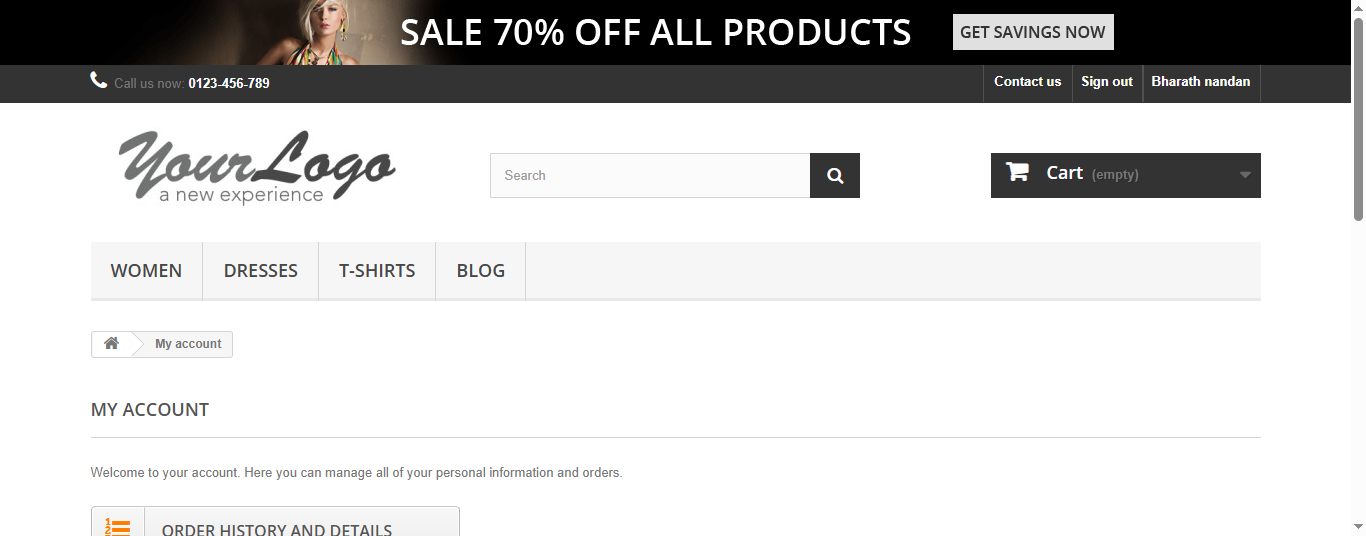 SALE 70% OFF ALL PRODUCTS GET SAVINGS NOW
Call us now: 0123-456-789 Contact us Sign out Bharath nandan
Your Logo
a new experience
Search Cart (empty)
WOMEN DRESSES T-SHIRTS BLOG
My account
MY ACCOUNT
Welcome to your account. Here you can manage all of your personal information and orders.
ORDER HISTORY AND DETAILS